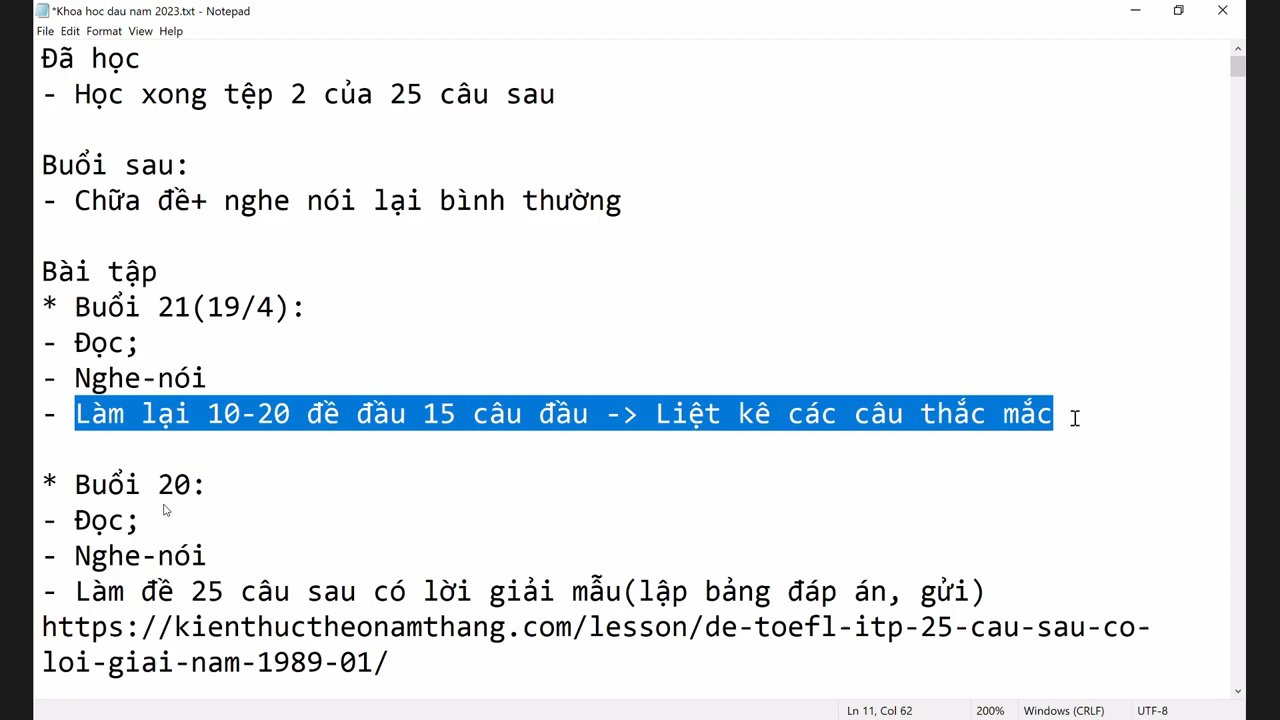 *Khoa hoc dau nam 2023.txt - Notepad
File Edit Format View Help
Đã học
- Học xong tệp 2 của 25 câu sau
Buổi sau:
- Chữa đề+ nghe nói lại bình thường
Bài tập
* Buổi 21(19/4):
- Đọc;
- Nghe-nói
- Làm lại 10-20 đề đầu 15 câu đầu -> Liệt kê các câu thắc mắc
* Buổi 20:
- Đọc;
- Nghe-nói
- Làm đề 25 câu sau có lời giải mẫu(lập bảng đáp án, gửi)
https://kienthuctheonamthang.com/lesson/de-toefl-itp-25-cau-sau-co-
loi-giai-nam-1989-01/
Ln 11, Col 62 200% Windows (CRLF) UTF-8